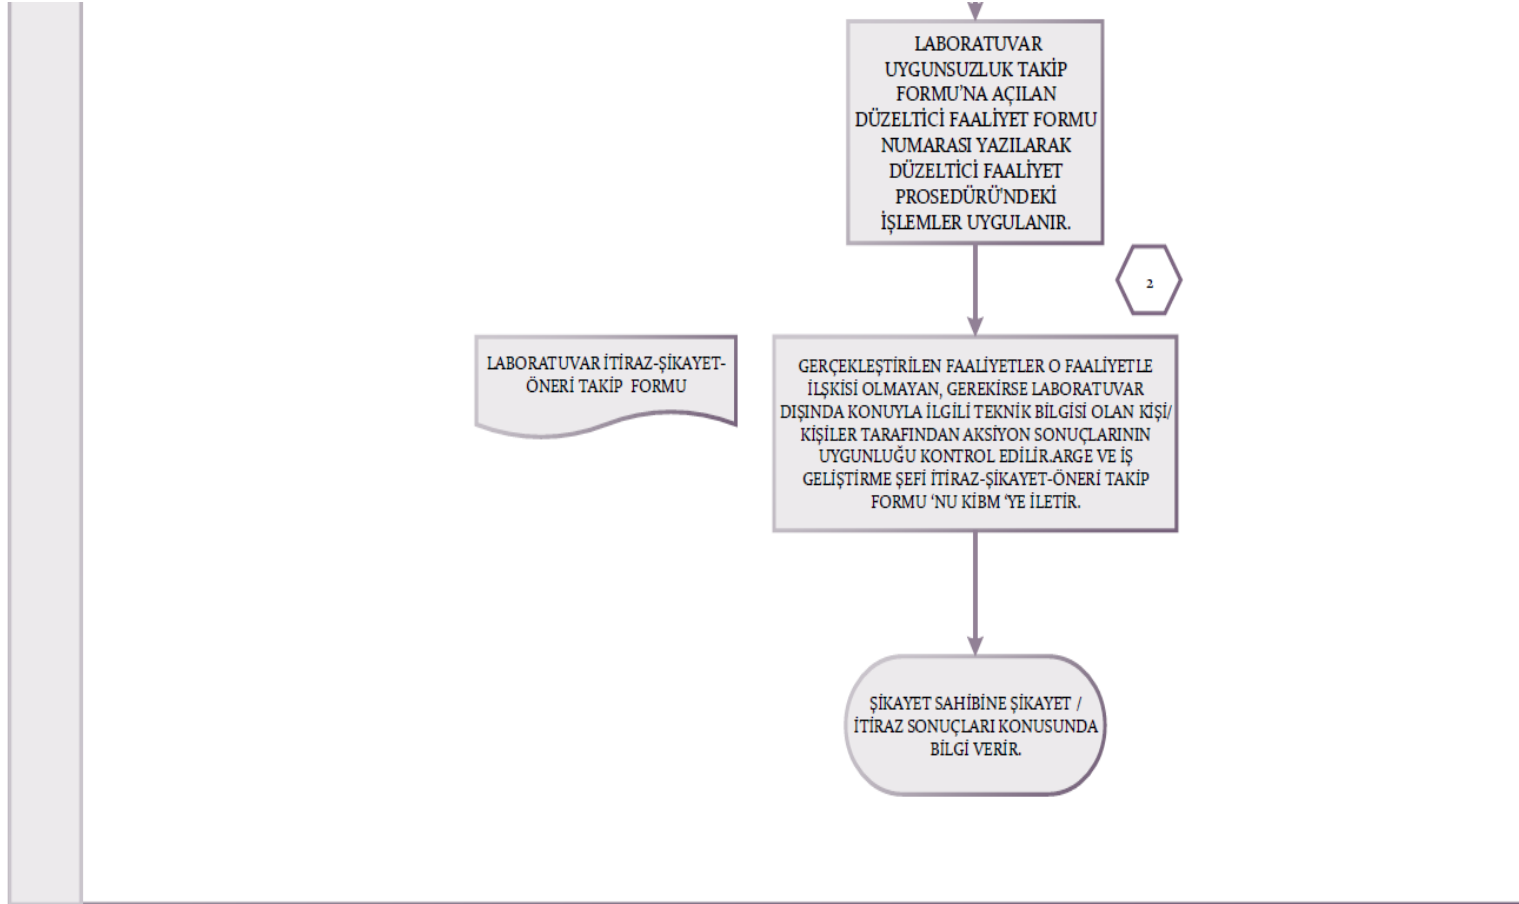 LABORATUVAR
UYGUNSUZLUK TAKİP
FORMU’NA AÇILAN
DÜZELTİCİ FAALİYET FORMU
NUMARASI YAZILARAK
DÜZELTİCİ FAALİYET
PROSEDÜRÜ’NDEKİ
İŞLEMLER UYGULANIR.
2
LABORATUVAR İTİRAZ-ŞİKAYET-
ÖNERİ TAKİP FORMU
GERÇEKLEŞTİRİLEN FAALİYETLER O FAALİYETLE
İLŞKİSİ OLMAYAN, GEREKİRSE LABORATUVAR
DIŞINDA KONUYLA İLGİLİ TEKNİK BİLGİSİ OLAN KİŞİ/
KİŞİLER TARAFINDAN AKSİYON SONUÇLARININ
UYGUNLUĞU KONTROL EDİLİR.ARGE VE İŞ
GELİŞTİRME ŞEFİ İTİRAZ-ŞİKAYET-ÖNERİ TAKİP
FORMU ‘NU KİBM ‘YE İLETİR.
ŞİKAYET SAHİBİNE ŞİKAYET /
İTİRAZ SONUÇLARI KONUSUNDA
BİLGİ VERİR.